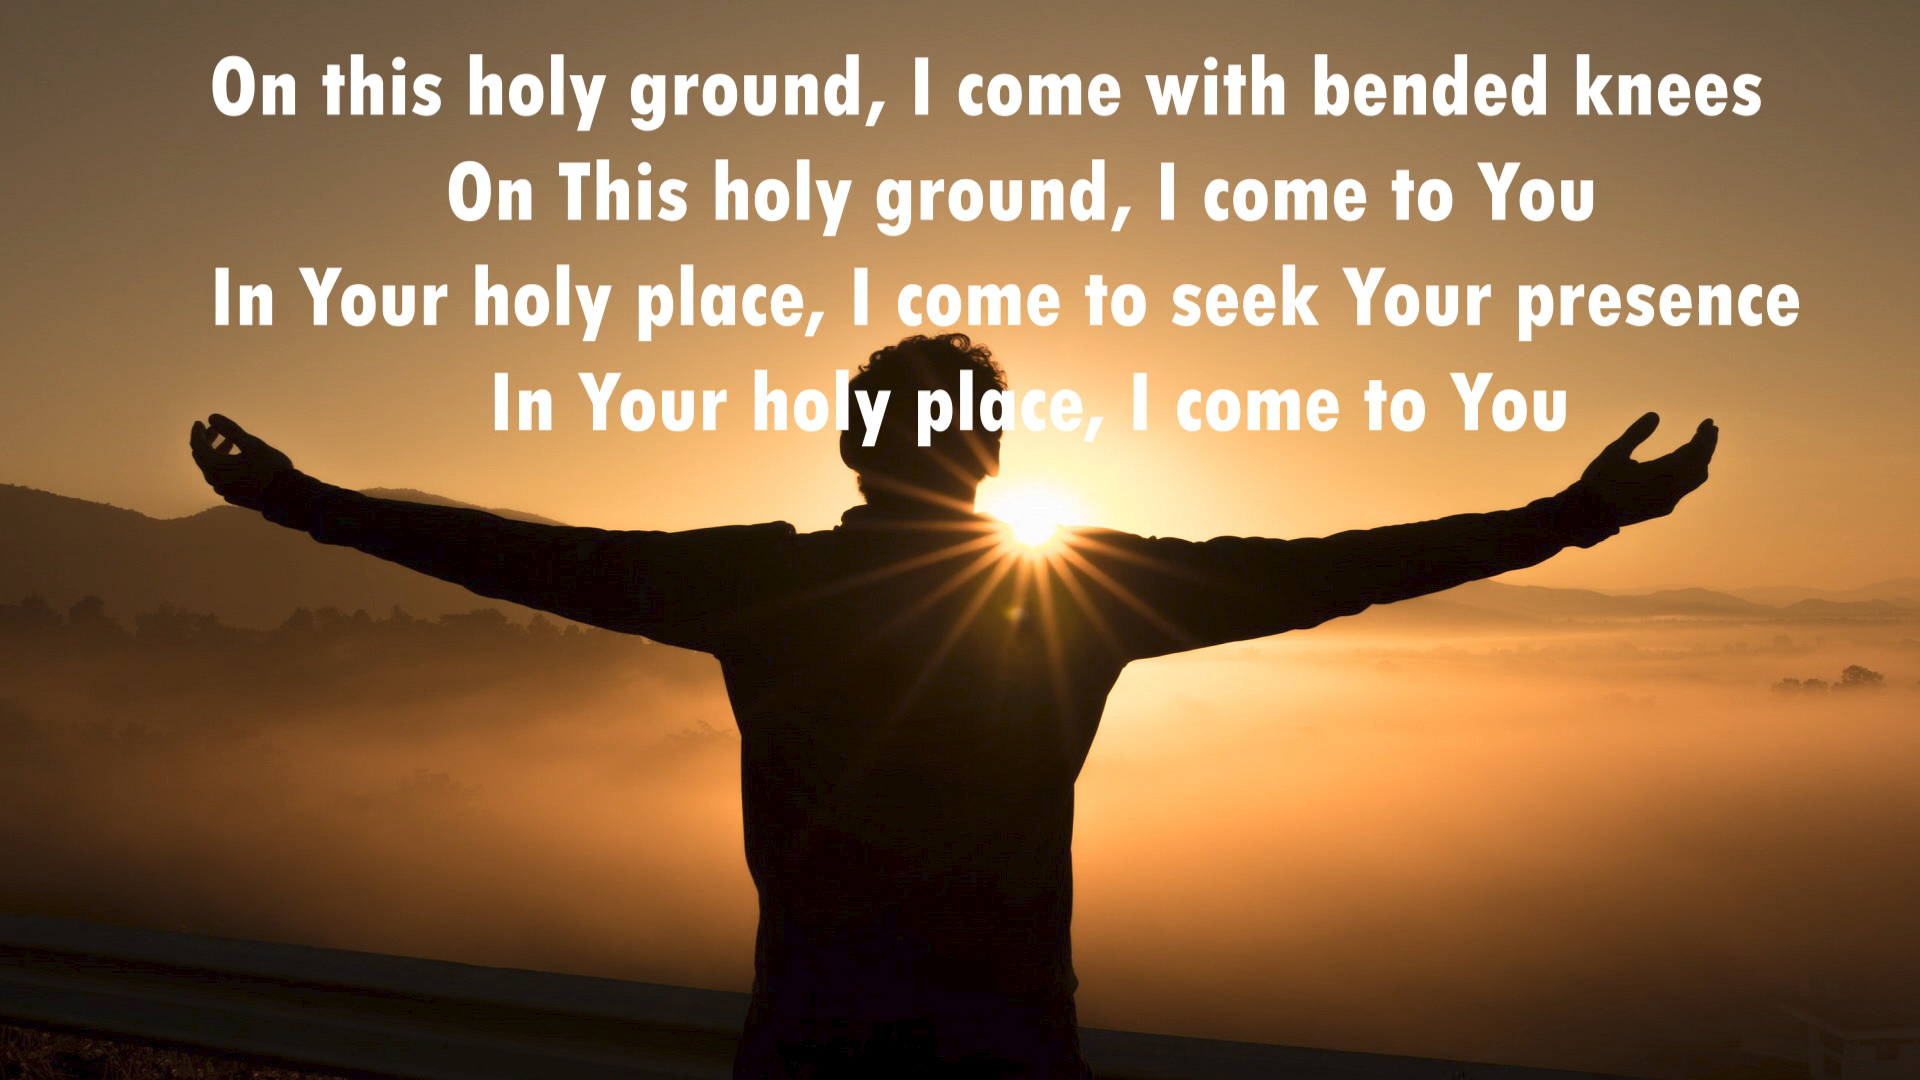 On this holy ground, I come with bended knees
On This holy ground, I come to You
In Your holy place, I come to seek Your presence
In Your holy place, I come to You